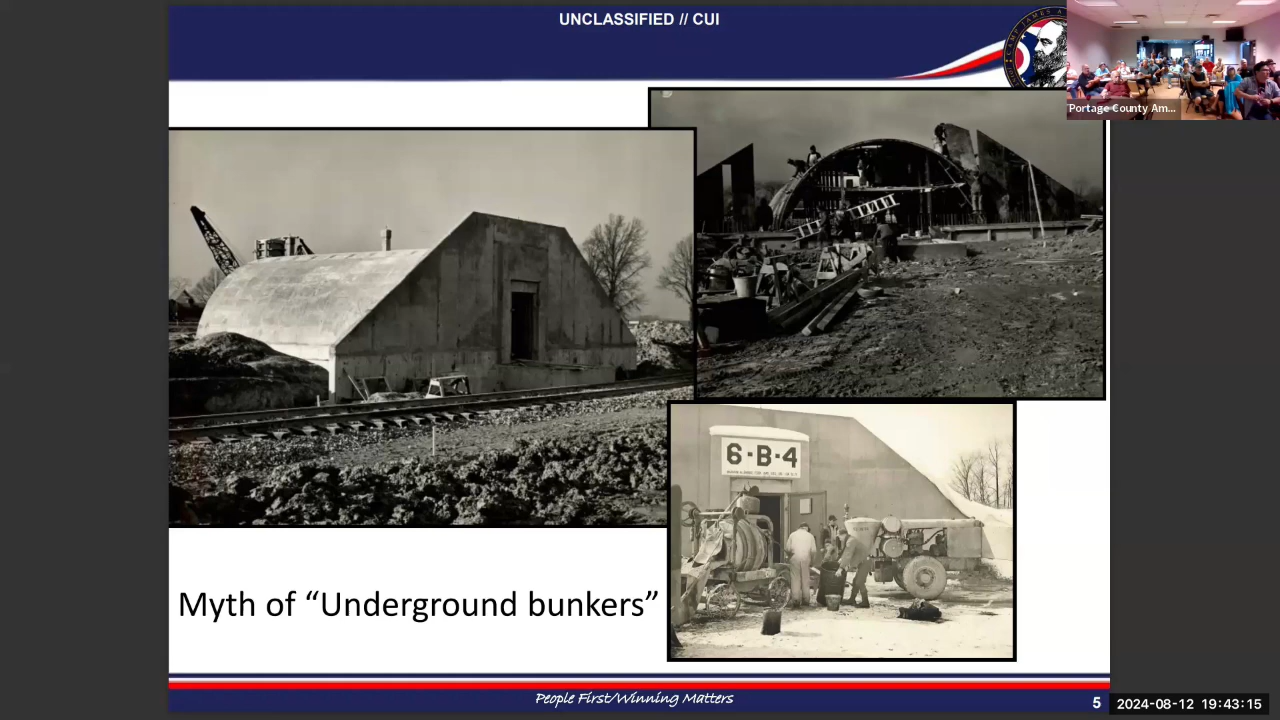 UNCLASSIFIED // CUI
Portage County Am...
6-B-4
Myth of “Underground bunkers”
People First/Winning Matters
5
2024-08-12 19:43:15